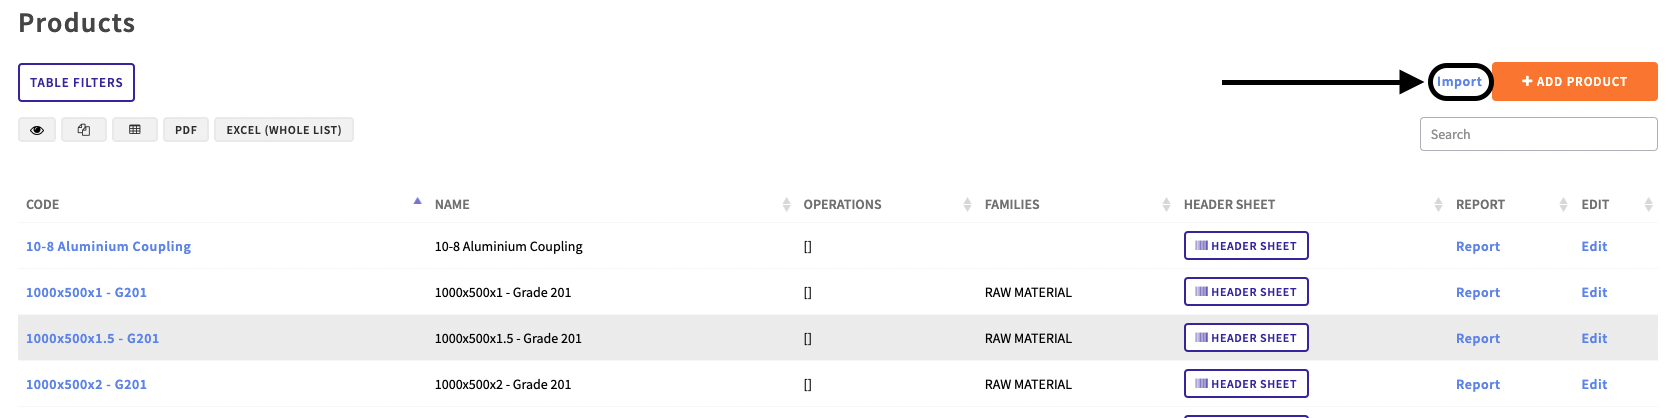 Products
TABLE FILTERS
Import
+ ADD PRODUCT
PDF
EXCEL (WHOLE LIST)
Search
CODE NAME OPERATIONS FAMILIES HEADER SHEET REPORT EDIT
10-8 Aluminium Coupling 10-8 Aluminium Coupling [] HEADER SHEET Report Edit
1000x500x1 - G201 1000x500x1 - Grade 201 [] RAW MATERIAL HEADER SHEET Report Edit
1000x500x1.5 - G201 1000x500x1.5 - Grade 201 [] RAW MATERIAL HEADER SHEET Report Edit
1000x500x2 - G201 1000x500x2 - Grade 201 [] RAW MATERIAL HEADER SHEET Report Edit